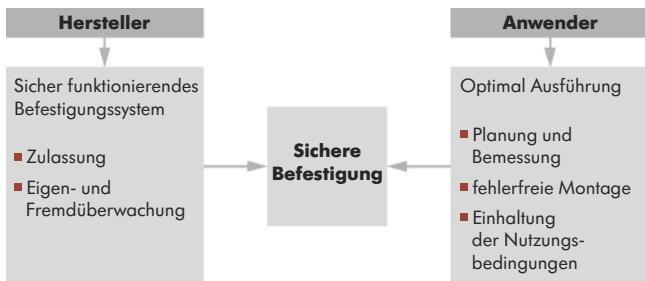 Hersteller
Sicher funktionierendes
Befestigungssystem
Zulassung
Eigen- und
Fremdüberwachung
Sichere
Befestigung
Anwender
Optimal Ausführung
Planung und
Bemessung
fehlerfreie Montage
Einhaltung
der Nutzungs-
bedingungen